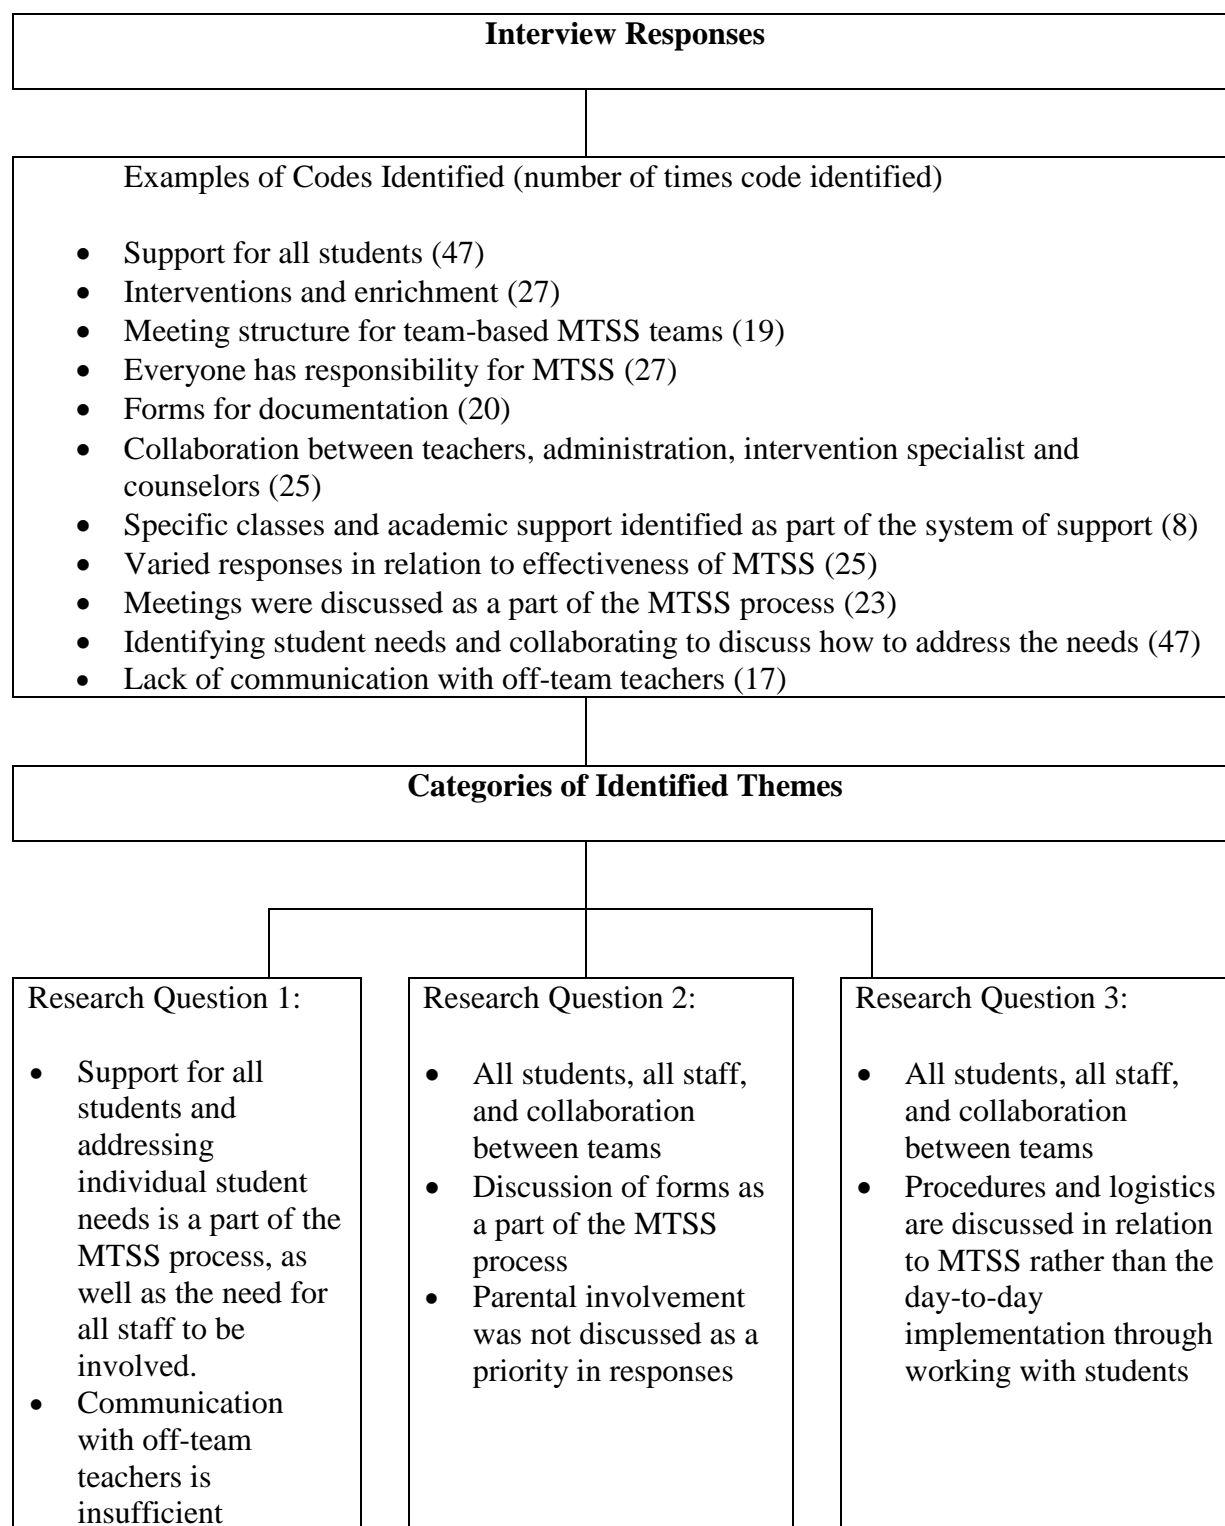 Interview Responses
Examples of Codes Identified (number of times code identified)
• Support for all students (47)
• Interventions and enrichment (27)
• Meeting structure for team-based MTSS teams (19)
• Everyone has responsibility for MTSS (27)
• Forms for documentation (20)
• Collaboration between teachers, administration, intervention specialist and
counselors (25)
• Specific classes and academic support identified as part of the system of support (8)
• Varied responses in relation to effectiveness of MTSS (25)
• Meetings were discussed as a part of the MTSS process (23)
• Identifying student needs and collaborating to discuss how to address the needs (47)
• Lack of communication with off-team teachers (17)
Categories of Identified Themes
Research Question 1:
• Support for all
students and
addressing
individual student
needs is a part of the
MTSS process, as
well as the need for
all staff to be
involved.
• Communication
with off-team
teachers is
insufficient
Research Question 2:
• All students, all staff,
and collaboration
between teams
• Discussion of forms as
a part of the MTSS
process
• Parental involvement
was not discussed as a
priority in responses
Research Question 3:
• All students, all staff,
and collaboration
between teams
• Procedures and logistics
are discussed in relation
to MTSS rather than the
day-to-day
implementation through
working with students